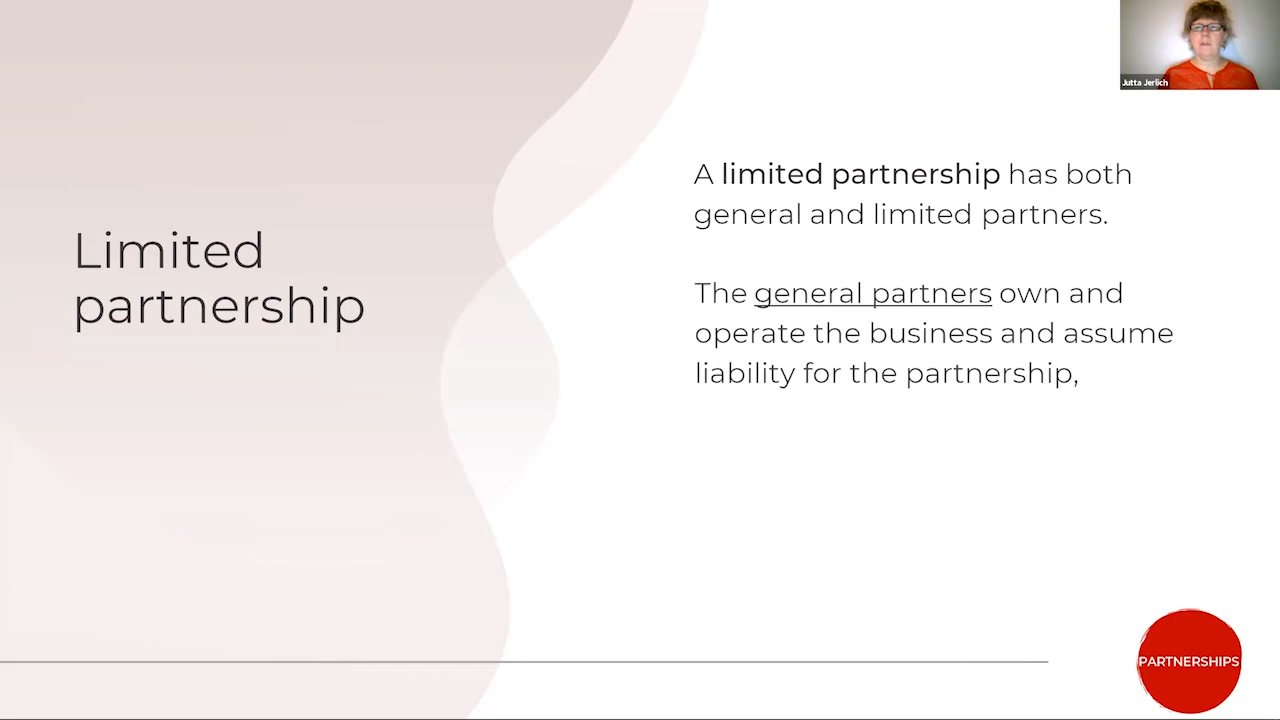 Jutta Jerlich
Limited
partnership
A limited partnership has both
general and limited partners.
The general partners own and
operate the business and assume
liability for the partnership,
PARTNERSHIPS